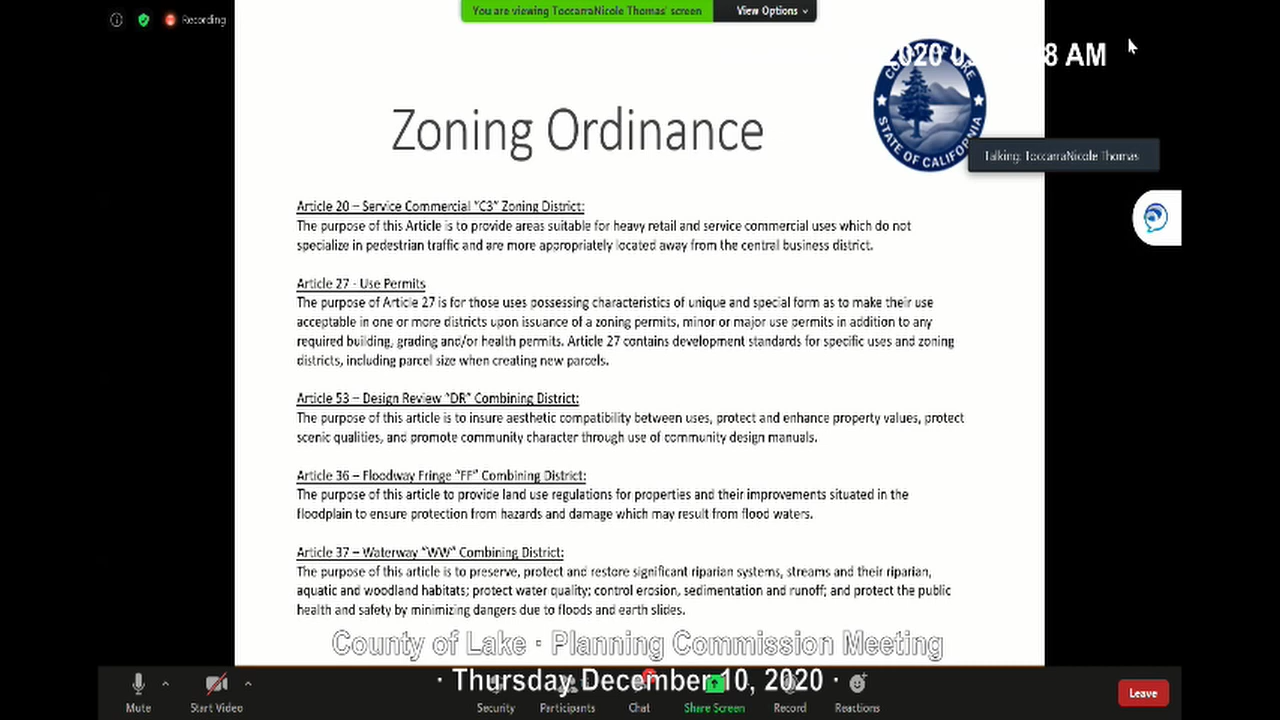 Recording
You are viewing ToccarraNicole Thomas' screen
View Options
2020
8 AM
STATE OF CALIFORNIA
Talking: ToccarraNicole Thomas
Zoning Ordinance
Article 20 – Service Commercial "C3" Zoning District:
The purpose of this Article is to provide areas suitable for heavy retail and service commercial uses which do not
specialize in pedestrian traffic and are more appropriately located away from the central business district.
Article 27 - Use Permits
The purpose of Article 27 is for those uses possessing characteristics of unique and special form as to make their use
acceptable in one or more districts upon issuance of a zoning permits, minor or major use permits in addition to any
required building, grading and/or health permits. Article 27 contains development standards for specific uses and zoning
districts, including parcel size when creating new parcels.
Article 53 – Design Review "DR" Combining District:
The purpose of this article is to insure aesthetic compatibility between uses, protect and enhance property values, protect
scenic qualities, and promote community character through use of community design manuals.
Article 36 – Floodway Fringe "FF" Combining District:
The purpose of this article to provide land use regulations for properties and their improvements situated in the
floodplain to ensure protection from hazards and damage which may result from flood waters.
Article 37 – Waterway "WW" Combining District:
The purpose of this article is to preserve, protect and restore significant riparian systems, streams and their riparian,
aquatic and woodland habitats; protect water quality; control erosion, sedimentation and runoff; and protect the public
health and safety by minimizing dangers due to floods and earth slides.
County of Lake · Planning Commission Meeting
· Thursday December 10, 2020 ·
Mute
Start Video
Security
Participants
Chat
Share Screen
Record
Reactions
Leave